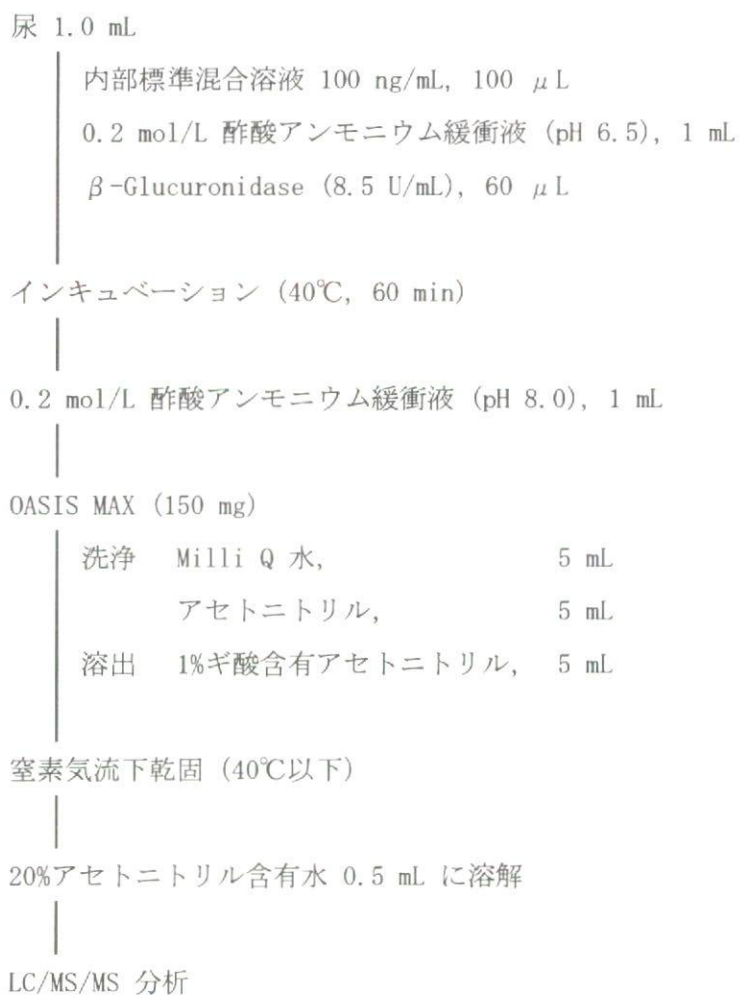 尿 1.0 mL
内部標準混合溶液 100 ng/mL, 100 μL
0.2 mol/L 酢酸アンモニウム緩衝液 (pH 6.5), 1 mL
β-Glucuronidase (8.5 U/mL), 60 μL
インキュベーション (40℃, 60 min)
0.2 mol/L 酢酸アンモニウム緩衝液 (pH 8.0), 1 mL
OASIS MAX (150 mg)
洗浄 Milli Q 水, 5 mL
アセトニトリル, 5 mL
溶出 1%ギ酸含有アセトニトリル, 5 mL
窒素気流下乾固 (40℃以下)
20%アセトニトリル含有水 0.5 mL に溶解
LC/MS/MS 分析